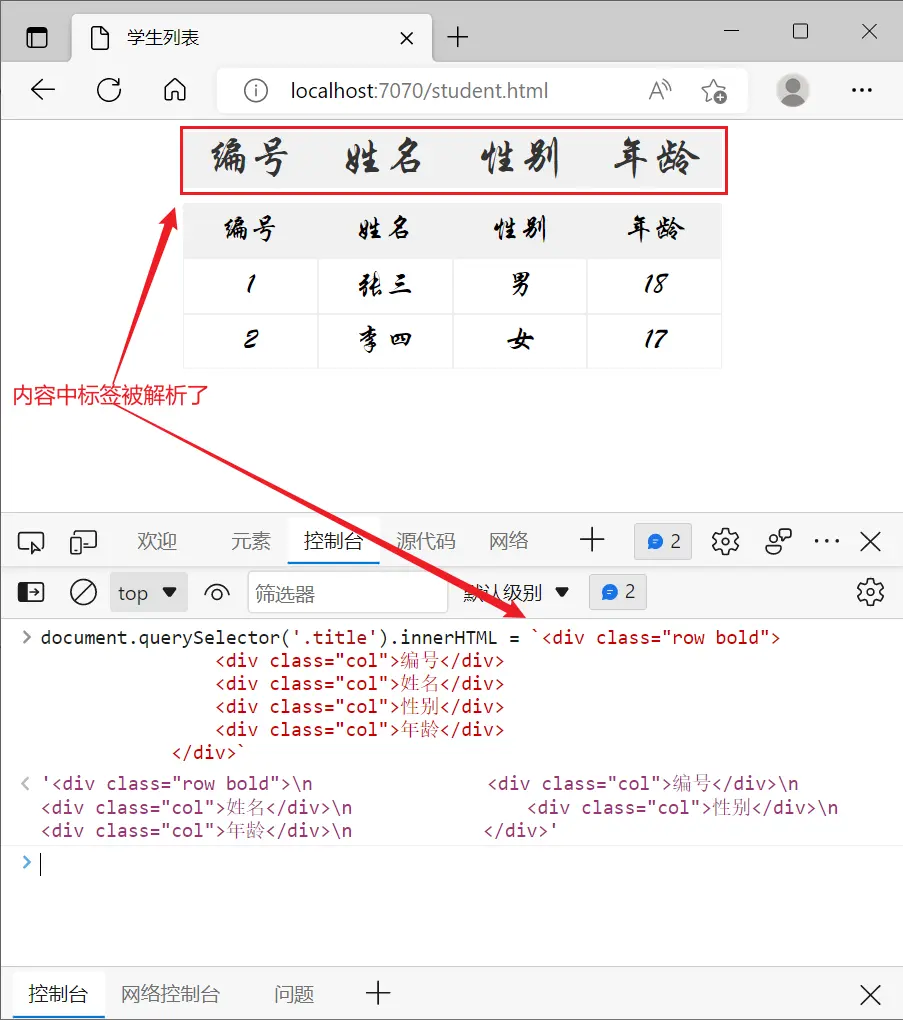 学生列表
localhost:7070/student.html
编号 姓名 性别 年龄
编号 姓名 性别 年龄
1 张三 男 18
2 李四 女 17
内容中标签被解析了
欢迎 元素 控制台 源代码 网络 2
top 筛选器 默认级别 2
document.querySelector('.title').innerHTML = `<div class="row bold">
<div class="col">编号</div>
<div class="col">姓名</div>
<div class="col">性别</div>
<div class="col">年龄</div>
</div>`
'<div class="row bold">\n <div class="col">编号</div>\n
<div class="col">姓名</div>\n <div class="col">性别</div>\n
<div class="col">年龄</div>\n </div>'
控制台 网络控制台 问题